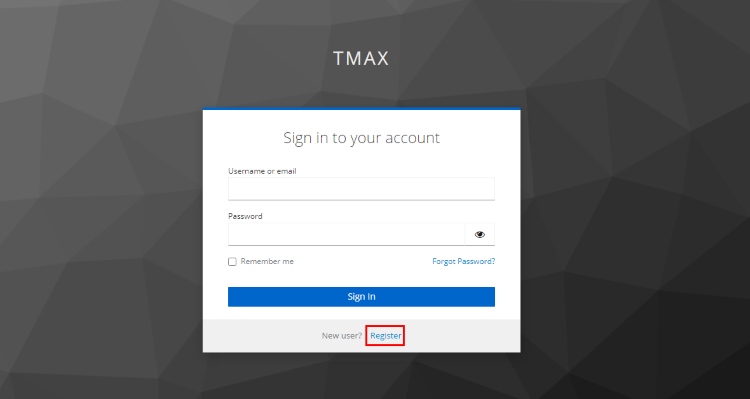 TMAX
Sign in to your account
Username or email
Password
Remember me Forgot Password?
Sign In
New user? Register